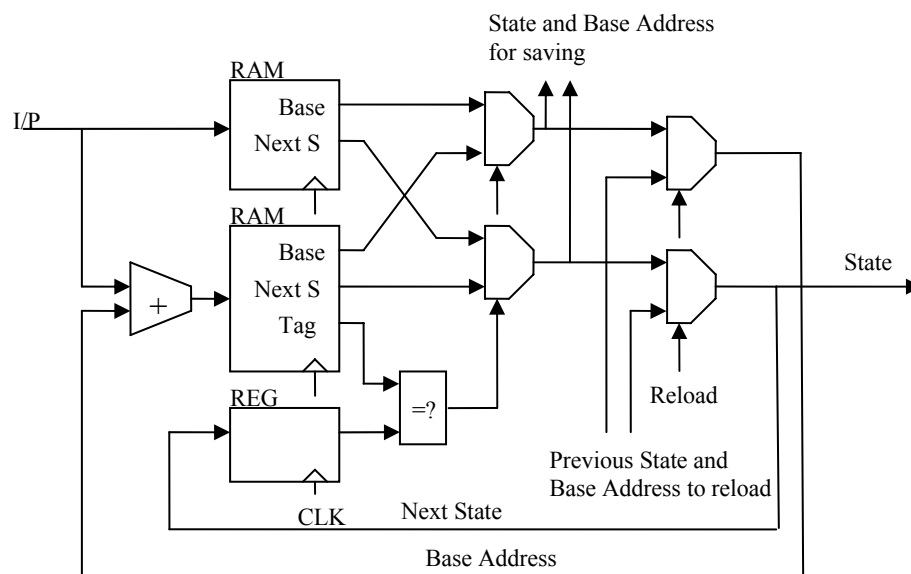 State and Base Address
for saving
RAM
Base
Next S
I/P
RAM
Base
Next S
Tag
+
State
REG
=?
Reload
CLK
Previous State and
Base Address to reload
Next State
Base Address